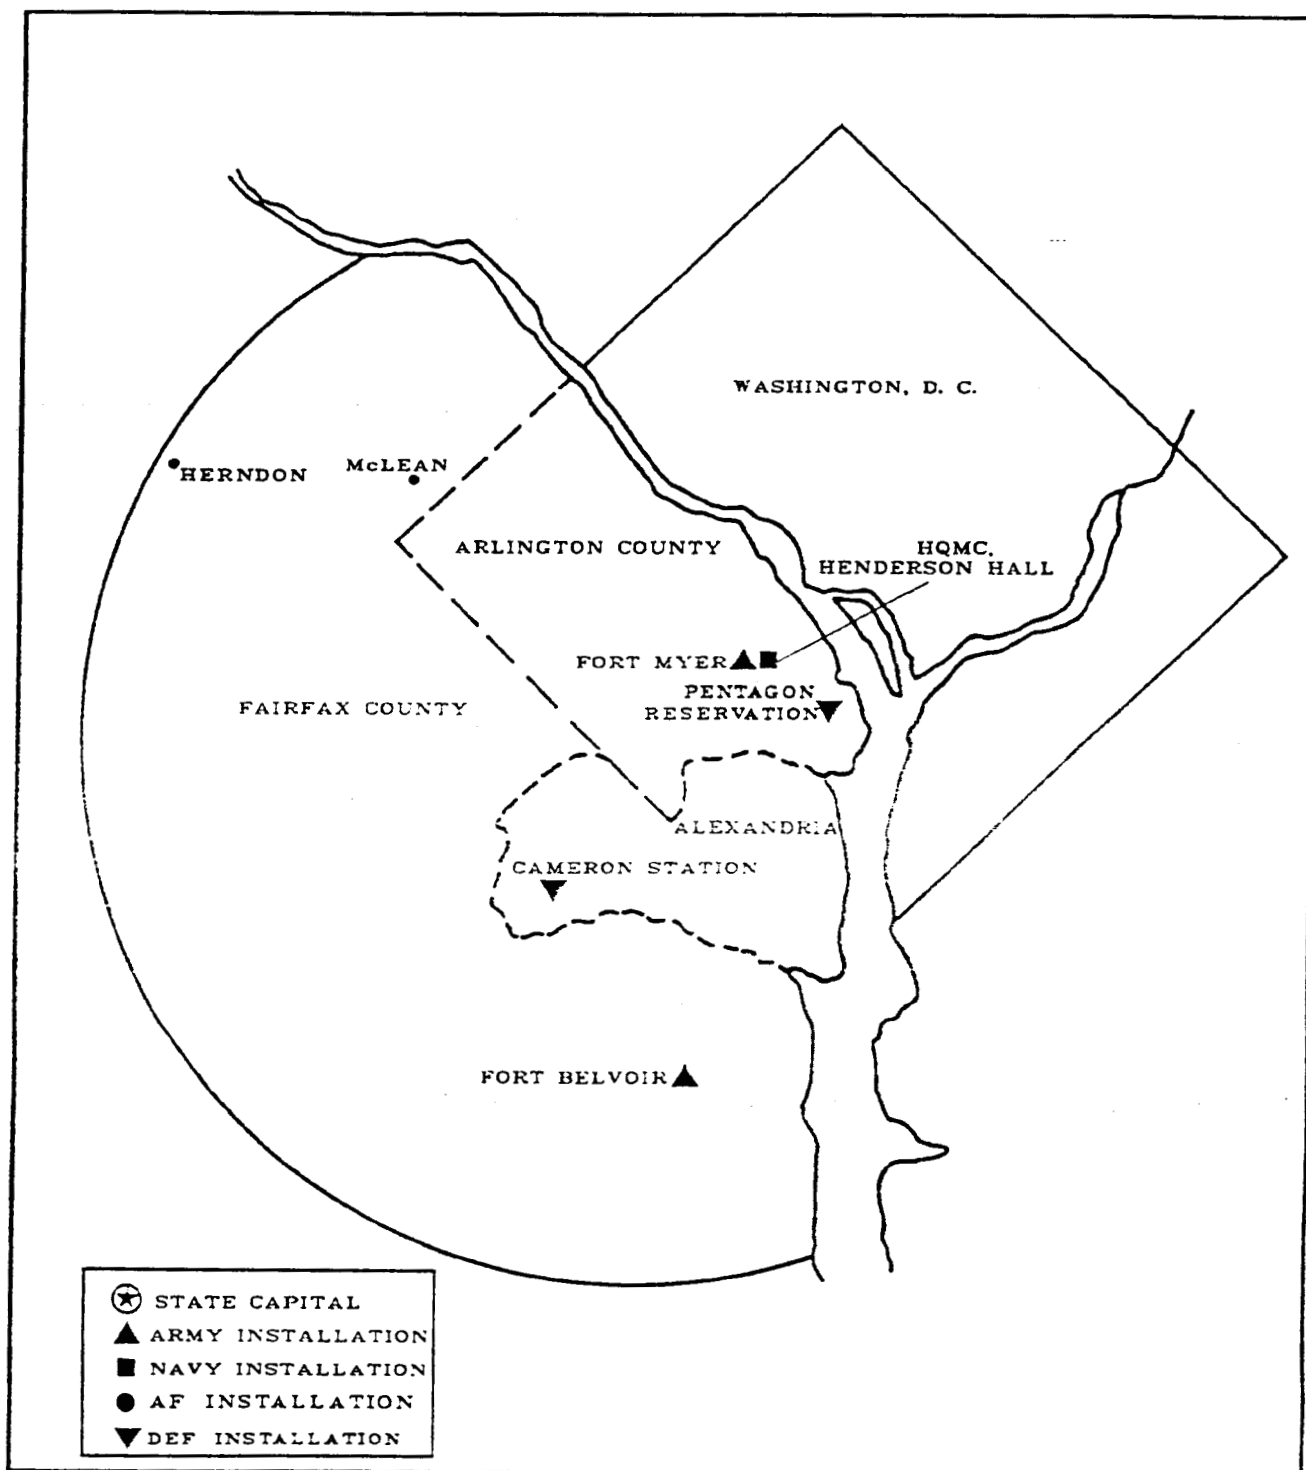 WASHINGTON, D. C.
HERNDON
McLEAN
ARLINGTON COUNTY
HQMC,
HENDERSON HALL
FORT MYER
PENTAGON
RESERVATION
FAIRFAX COUNTY
ALEXANDRIA
CAMERON STATION
FORT BELVOIR
STATE CAPITAL
ARMY INSTALLATION
NAVY INSTALLATION
AF INSTALLATION
DEF INSTALLATION